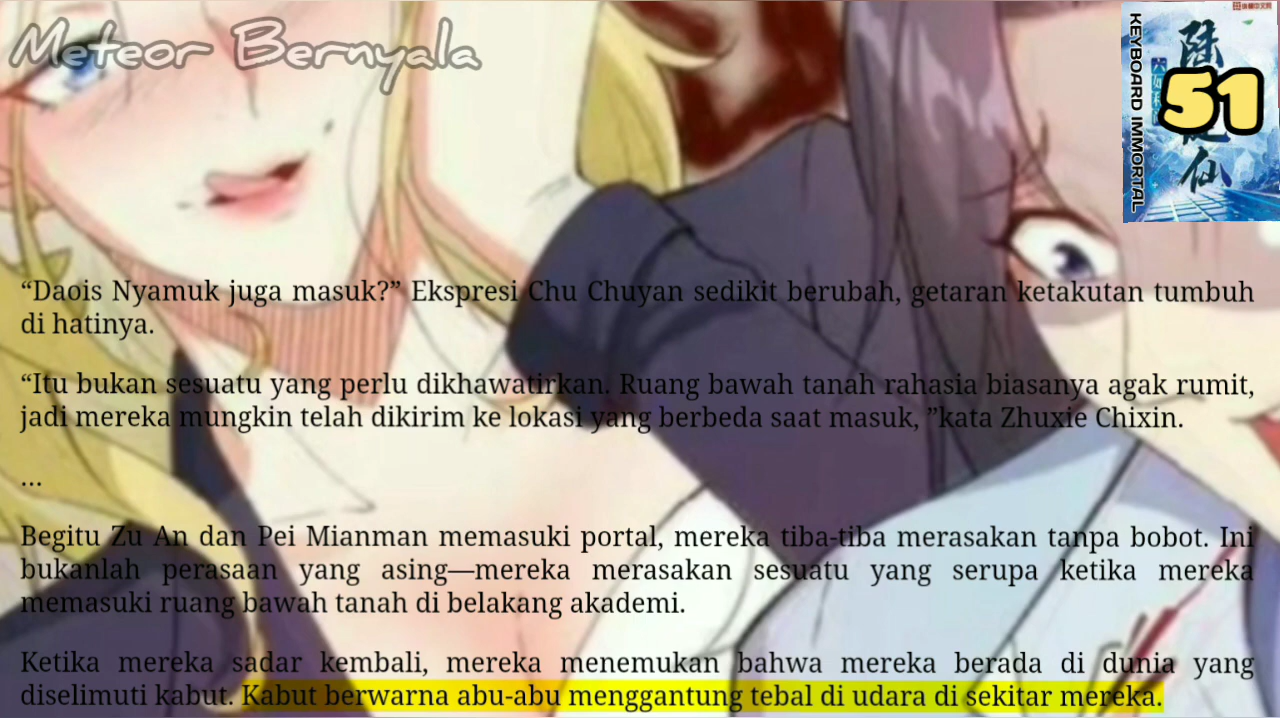 Meteor Bernyala
KEYBOARD IMMORTAL
51
“Daois Nyamuk juga masuk?” Ekspresi Chu Chuyan sedikit berubah, getaran ketakutan tumbuh
di hatinya.
“Itu bukan sesuatu yang perlu dikhawatirkan. Ruang bawah tanah rahasia biasanya agak rumit,
jadi mereka mungkin telah dikirim ke lokasi yang berbeda saat masuk, ”kata Zhuxie Chixin.
...
Begitu Zu An dan Pei Mianman memasuki portal, mereka tiba-tiba merasakan tanpa bobot. Ini
bukanlah perasaan yang asing—mereka merasakan sesuatu yang serupa ketika mereka
memasuki ruang bawah tanah di belakang akademi.
Ketika mereka sadar kembali, mereka menemukan bahwa mereka berada di dunia yang
diselimuti kabut. Kabut berwarna abu-abu menggantung tebal di udara di sekitar mereka.